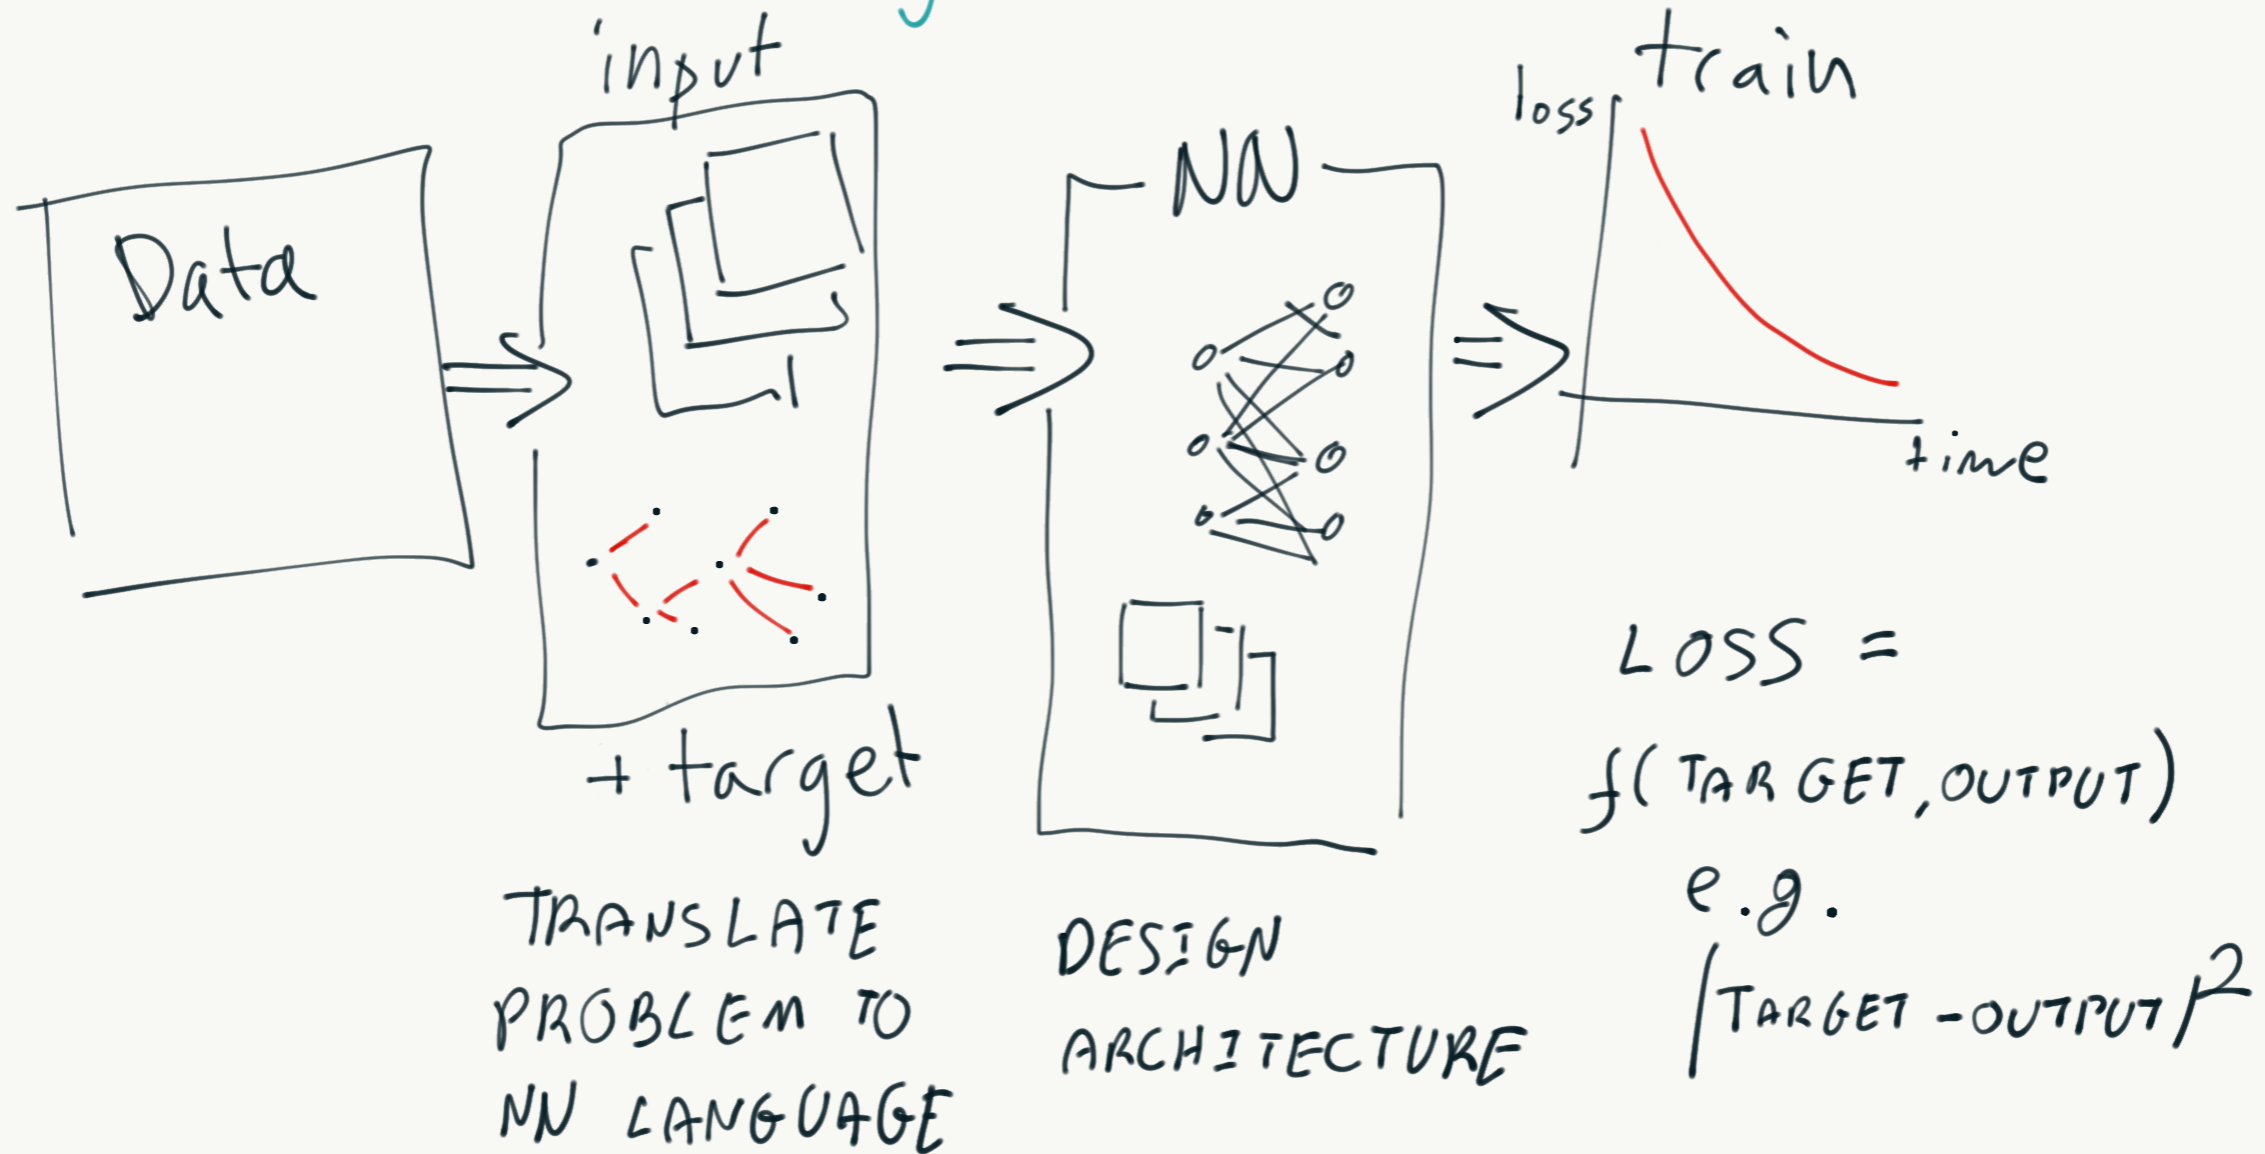 Data
input
+ target
TRANSLATE
PROBLEM TO
NN LANGUAGE
NN
DESIGN
ARCHITECTURE
train
loss
time
LOSS =
f(TARGET, OUTPUT)
e.g.
|TARGET - OUTPUT|²